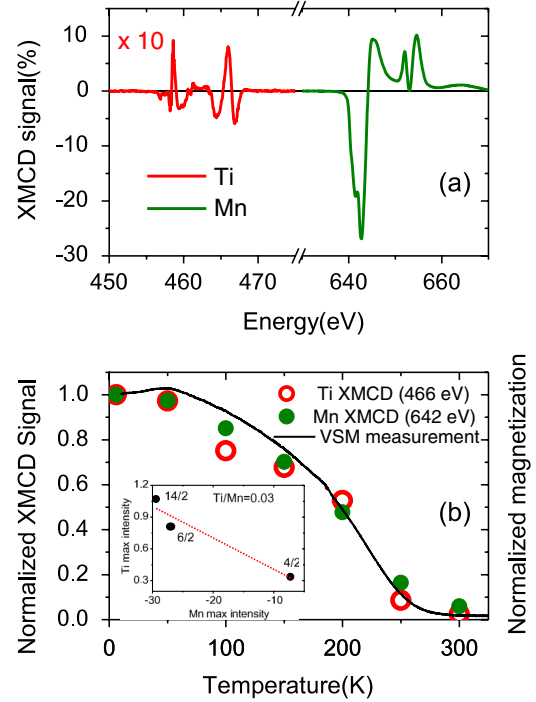 10
x 10
0
-10
-20
-30
XMCD signal(%)
Ti
Mn
(a)
450
460
470
640
660
Energy(eV)
Normalized XMCD Signal
Normalized magnetization
1.0
0.8
0.6
0.4
0.2
0.0
Ti XMCD (466 eV)
Mn XMCD (642 eV)
VSM measurement
(b)
1.2
0.9
0.6
0.3
Ti max intensity
14/2
Ti/Mn=0.03
6/2
4/2
-30
-20
-10
Mn max intensity
0
50
100
150
200
250
300
Temperature(K)